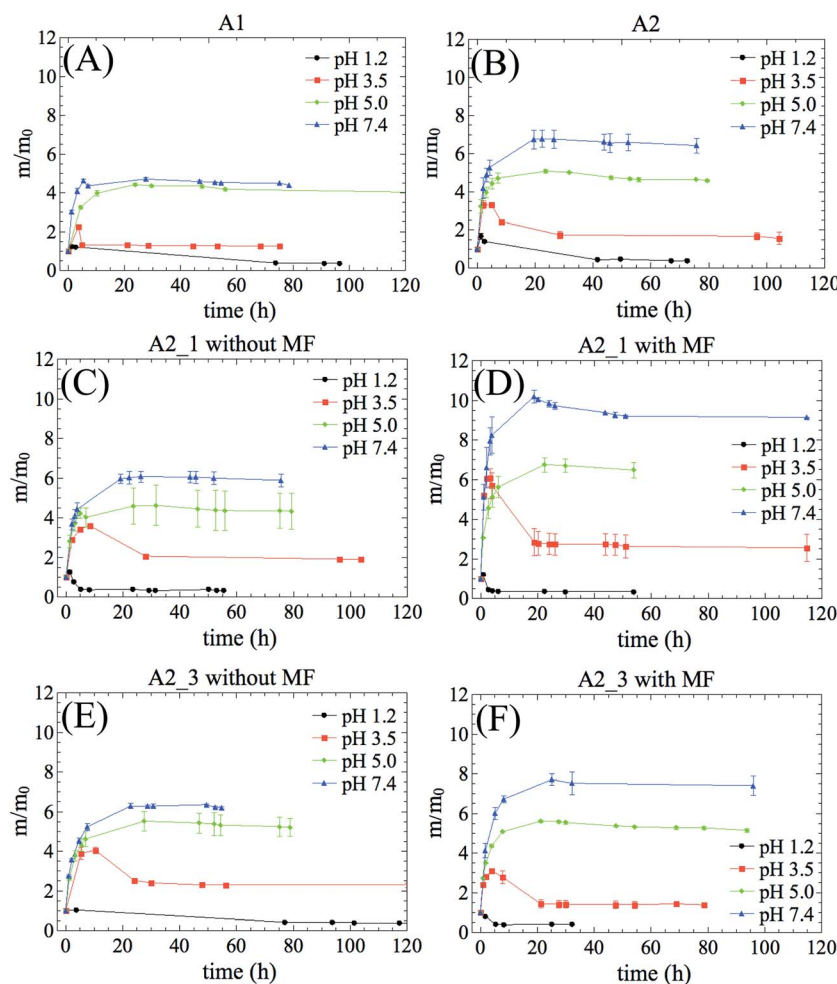 A1
(A)
pH 1.2
pH 3.5
pH 5.0
pH 7.4
m/m0
12
10
8
6
4
2
0
0 20 40 60 80 100 120
time (h)
A2
(B)
pH 1.2
pH 3.5
pH 5.0
pH 7.4
m/m0
12
10
8
6
4
2
0
0 20 40 60 80 100 120
time (h)
A2_1 without MF
(C)
pH 1.2
pH 3.5
pH 5.0
pH 7.4
m/m0
12
10
8
6
4
2
0
0 20 40 60 80 100 120
time (h)
A2_1 with MF
(D)
pH 1.2
pH 3.5
pH 5.0
pH 7.4
m/m0
12
10
8
6
4
2
0
0 20 40 60 80 100 120
time (h)
A2_3 without MF
(E)
pH 1.2
pH 3.5
pH 5.0
pH 7.4
m/m0
12
10
8
6
4
2
0
0 20 40 60 80 100 120
time (h)
A2_3 with MF
(F)
pH 1.2
pH 3.5
pH 5.0
pH 7.4
m/m0
12
10
8
6
4
2
0
0 20 40 60 80 100 120
time (h)